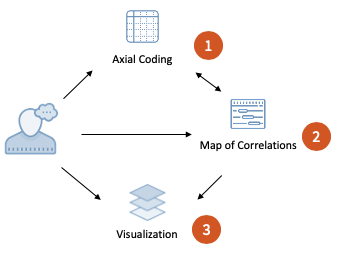 1
Axial Coding
Map of Correlations
2
Visualization
3